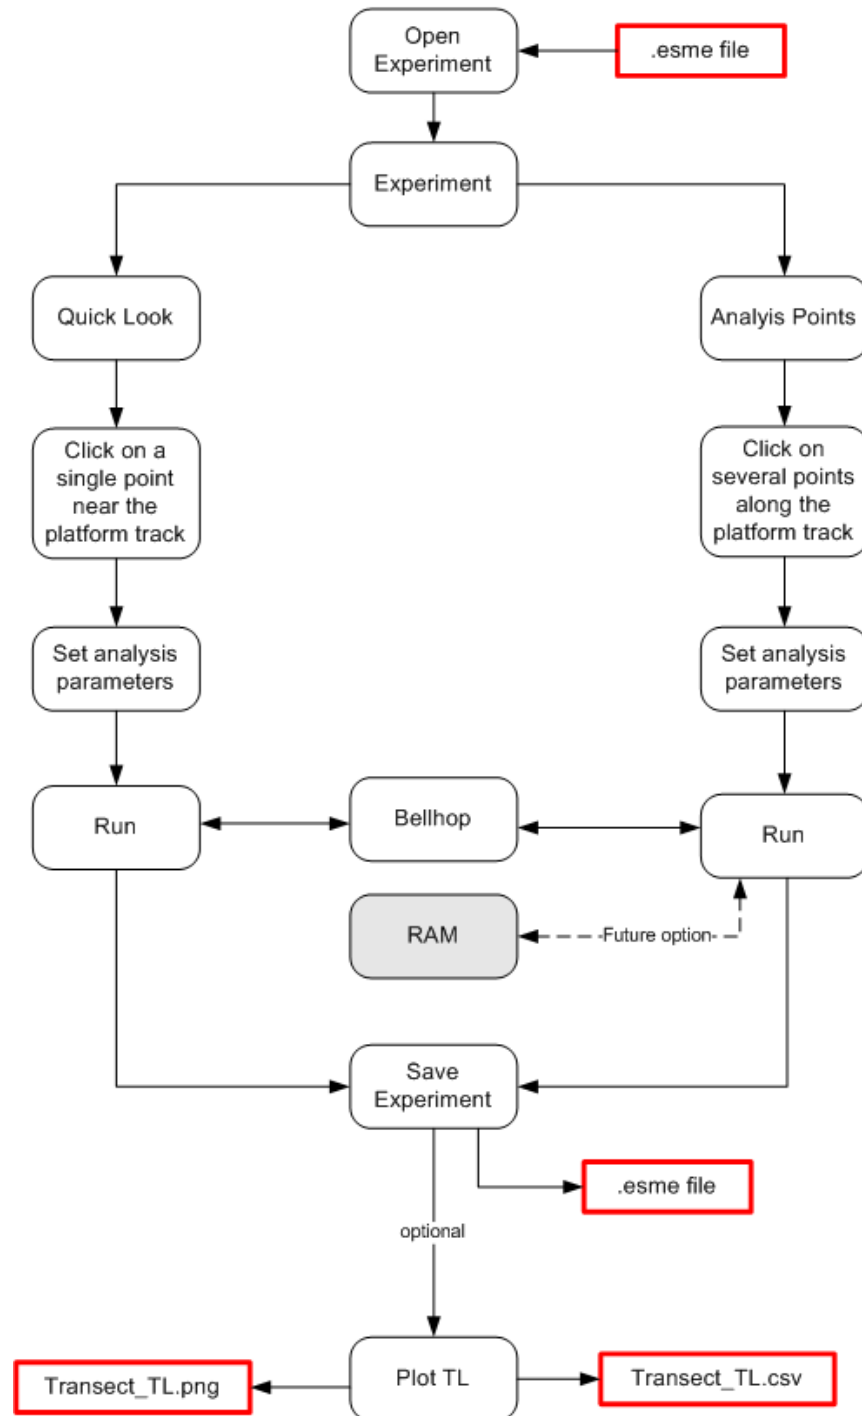 Open
Experiment
.esme file
Experiment
Quick Look
Analyis Points
Click on a
single point
near the
platform track
Click on
several points
along the
platform track
Set analysis
parameters
Set analysis
parameters
Run
Bellhop
Run
RAM
Future option
Save
Experiment
.esme file
optional
Transect_TL.png
Plot TL
Transect_TL.csv